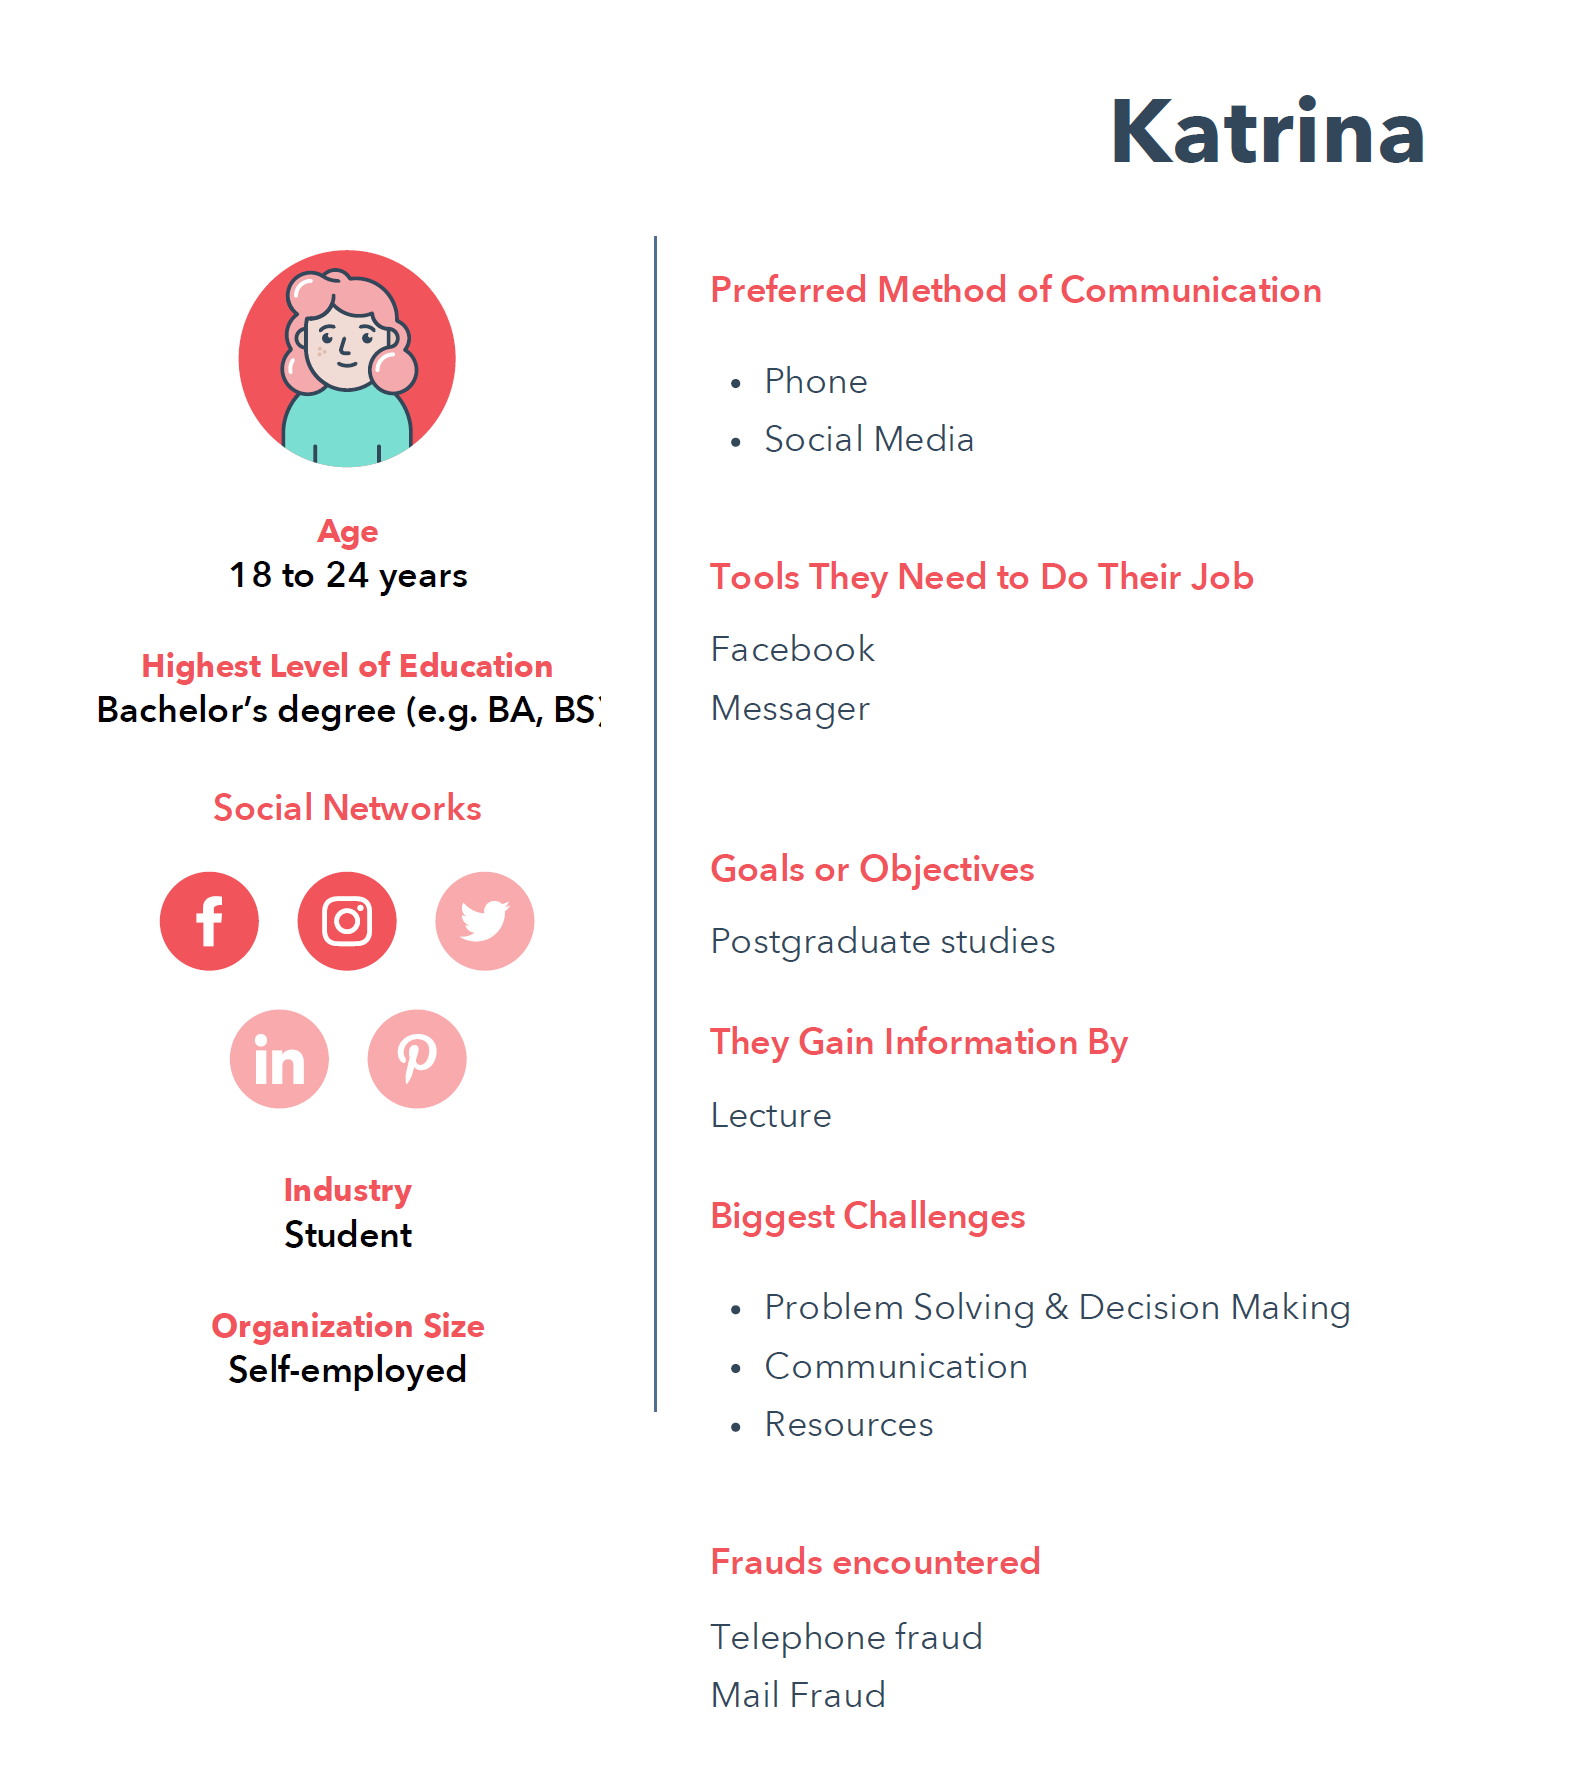 Katrina
Age
18 to 24 years
Highest Level of Education
Bachelor's degree (e.g. BA, BS)
Social Networks
f
in
Industry
Student
Organization Size
Self-employed
Preferred Method of Communication
• Phone
• Social Media
Tools They Need to Do Their Job
Facebook
Messager
Goals or Objectives
Postgraduate studies
They Gain Information By
Lecture
Biggest Challenges
• Problem Solving & Decision Making
• Communication
• Resources
Frauds encountered
Telephone fraud
Mail Fraud